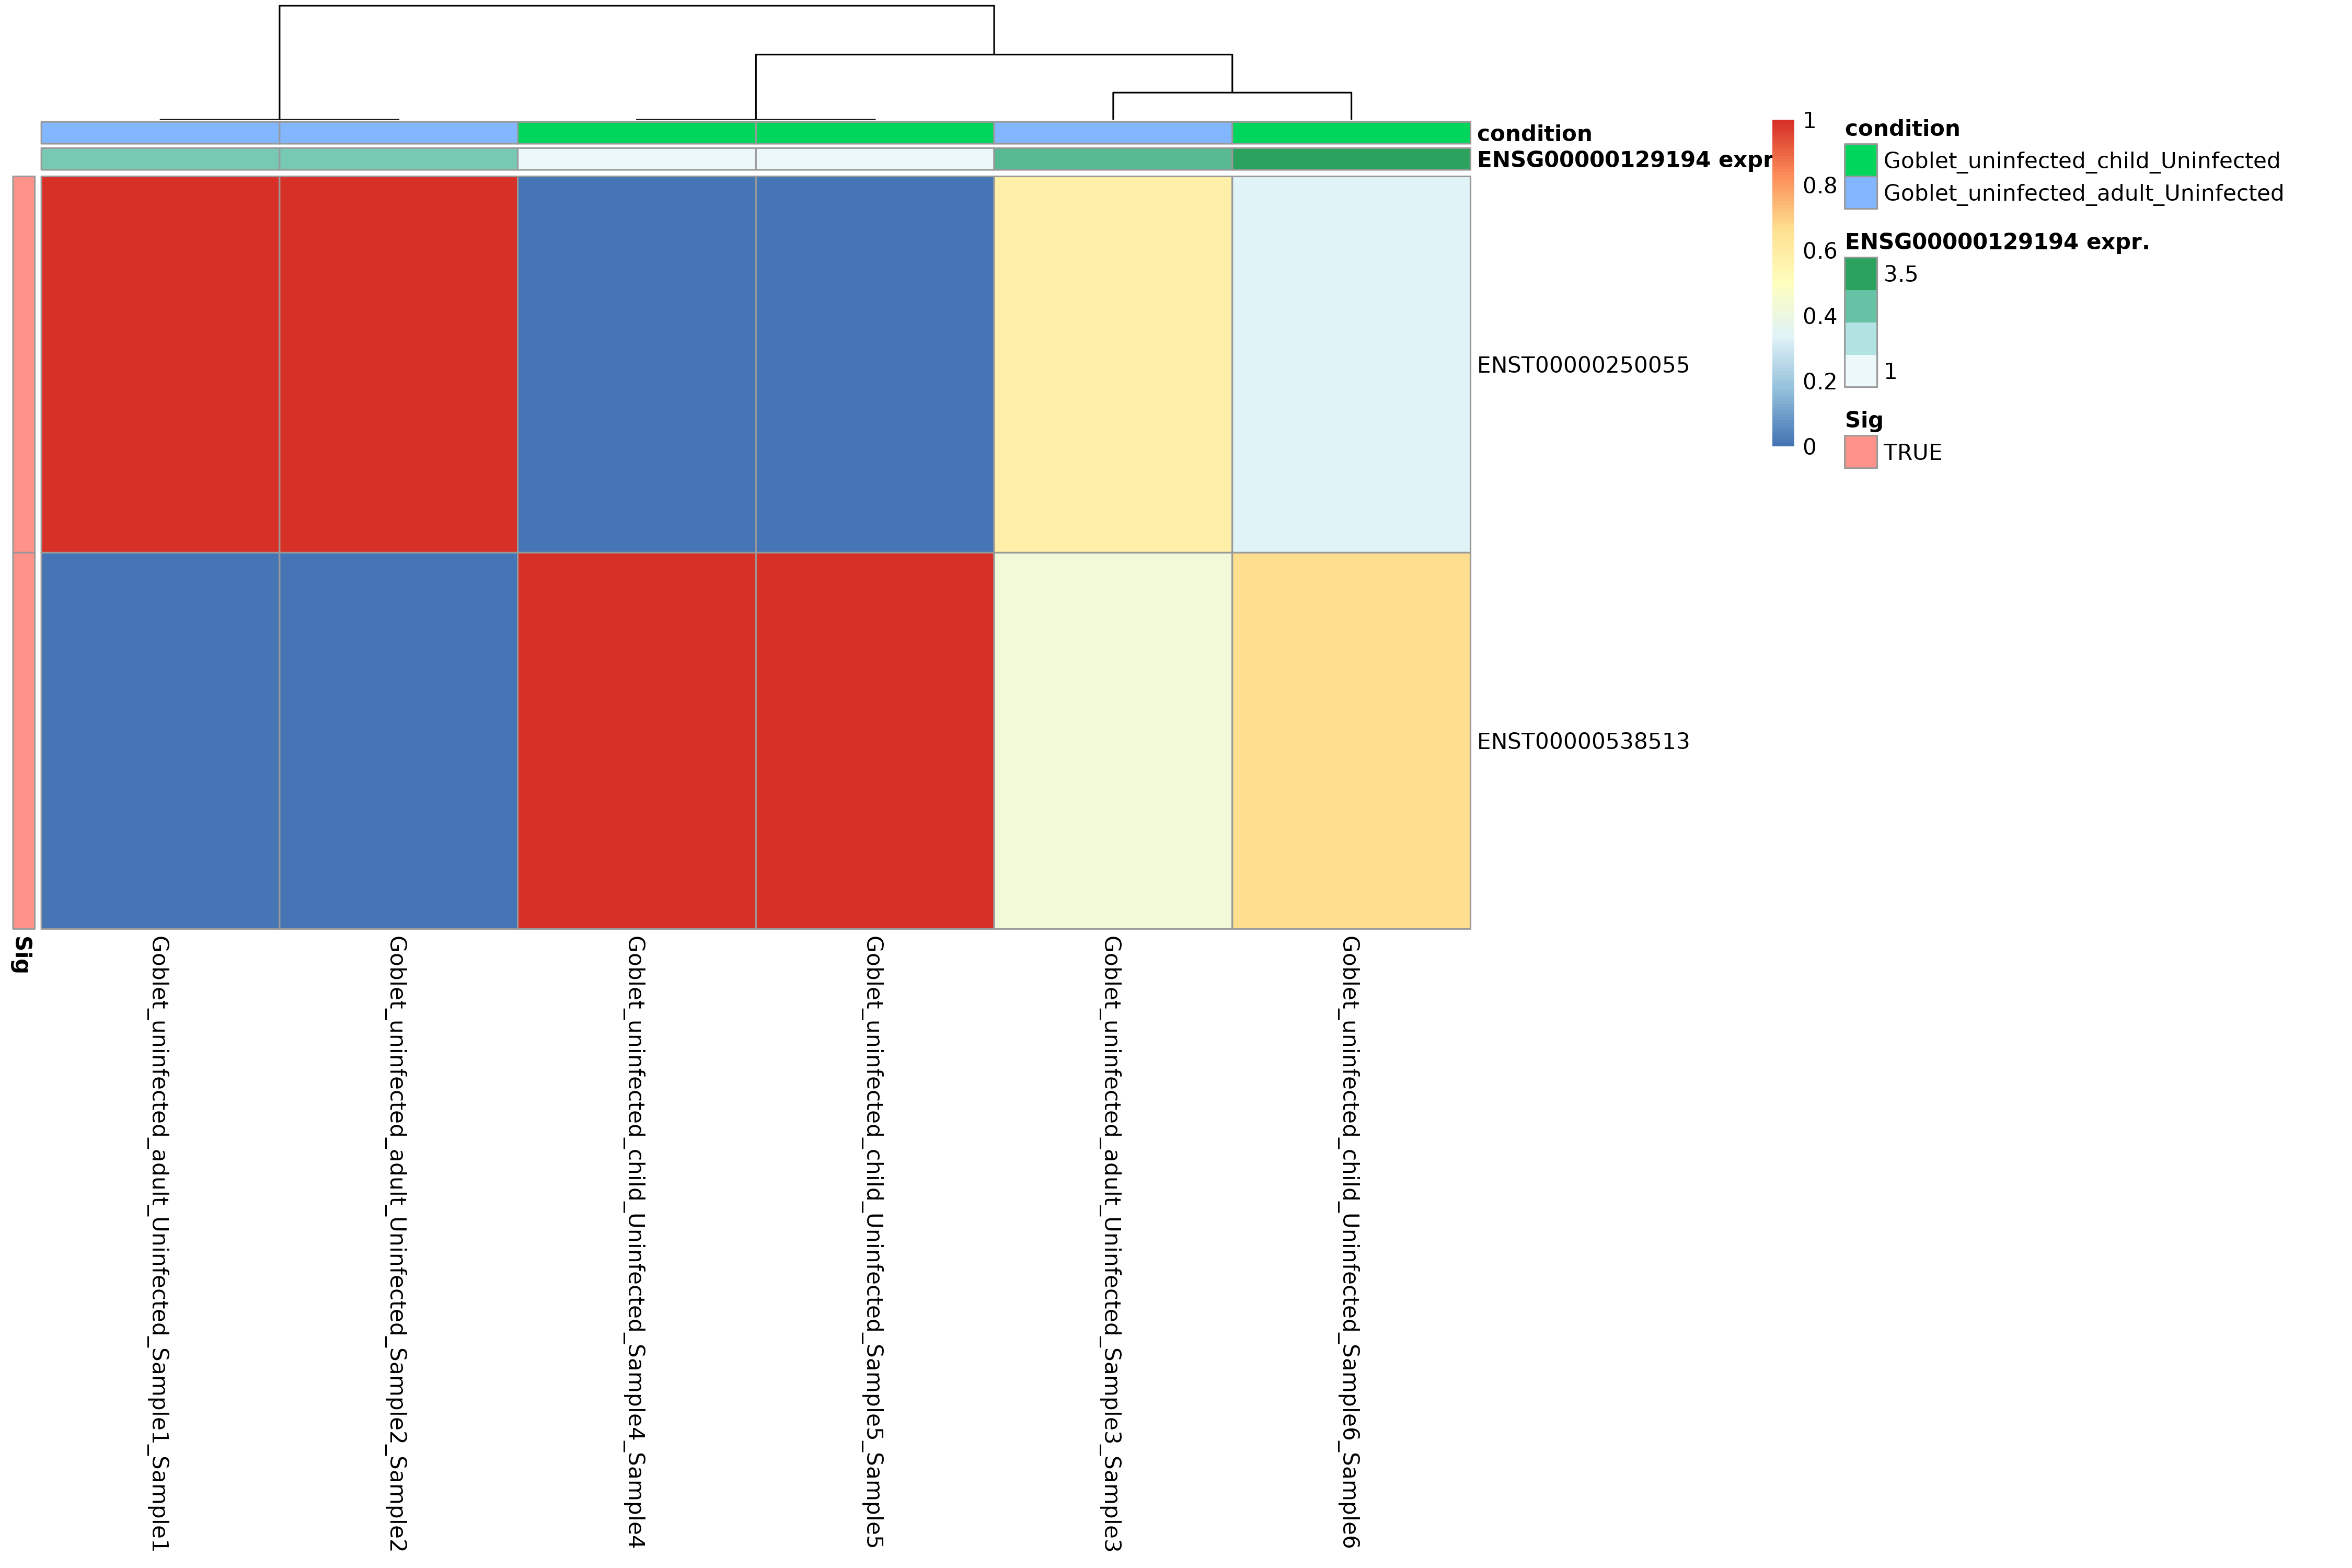 condition
ENSG00000129194 expr
ENST00000250055
ENST00000538513
1
0.8
0.6
0.4
0.2
0
condition
Goblet_uninfected_child_Uninfected
Goblet_uninfected_adult_Uninfected
ENSG00000129194 expr.
3.5
1
Sig
TRUE
Sig
Goblet_uninfected_adult_Uninfected_Sample1_Sample1
Goblet_uninfected_adult_Uninfected_Sample2_Sample2
Goblet_uninfected_child_Uninfected_Sample4_Sample4
Goblet_uninfected_child_Uninfected_Sample5_Sample5
Goblet_uninfected_adult_Uninfected_Sample3_Sample3
Goblet_uninfected_child_Uninfected_Sample6_Sample6